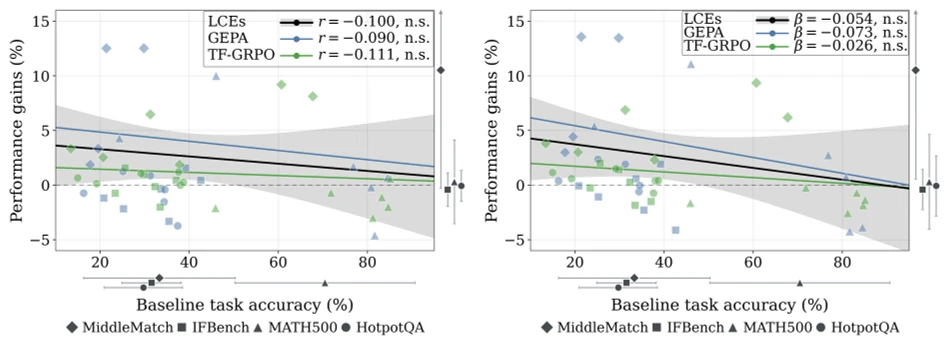 LCEs r = −0.100, n.s.
GEPA r = −0.090, n.s.
TF-GRPO r = −0.111, n.s.
Performance gains (%)
15
10
5
0
−5
20 40 60 80
Baseline task accuracy (%)
MiddleMatch IFBench MATH500 HotpotQA
LCEs β = −0.054, n.s.
GEPA β = −0.073, n.s.
TF-GRPO β = −0.026, n.s.
Performance gains (%)
15
10
5
0
−5
20 40 60 80
Baseline task accuracy (%)
MiddleMatch IFBench MATH500 HotpotQA